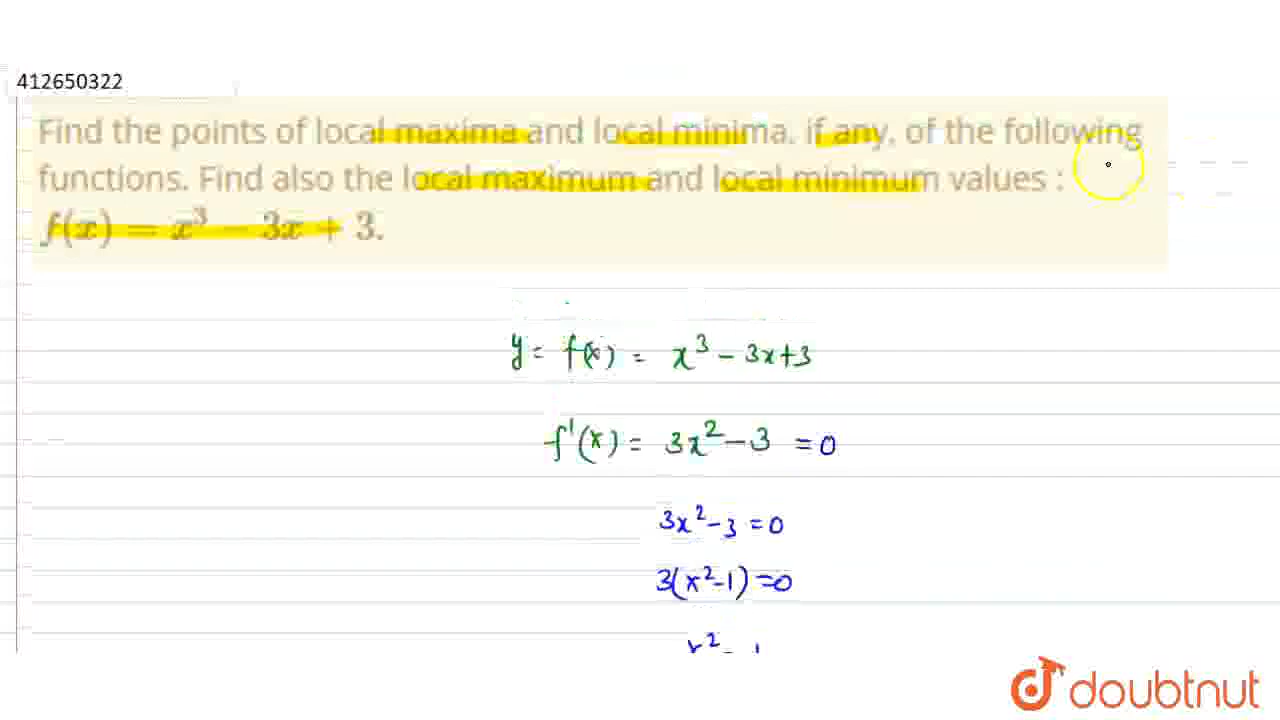 412650322
Find the points of local maxima and local minima, if any, of the following
functions. Find also the local maximum and local minimum values :
f(x) = x³ − 3x + 3.
y = f(x) = x³ − 3x + 3
f'(x) = 3x² − 3 = 0
3x² − 3 = 0
3(x² − 1) = 0
doubtnut